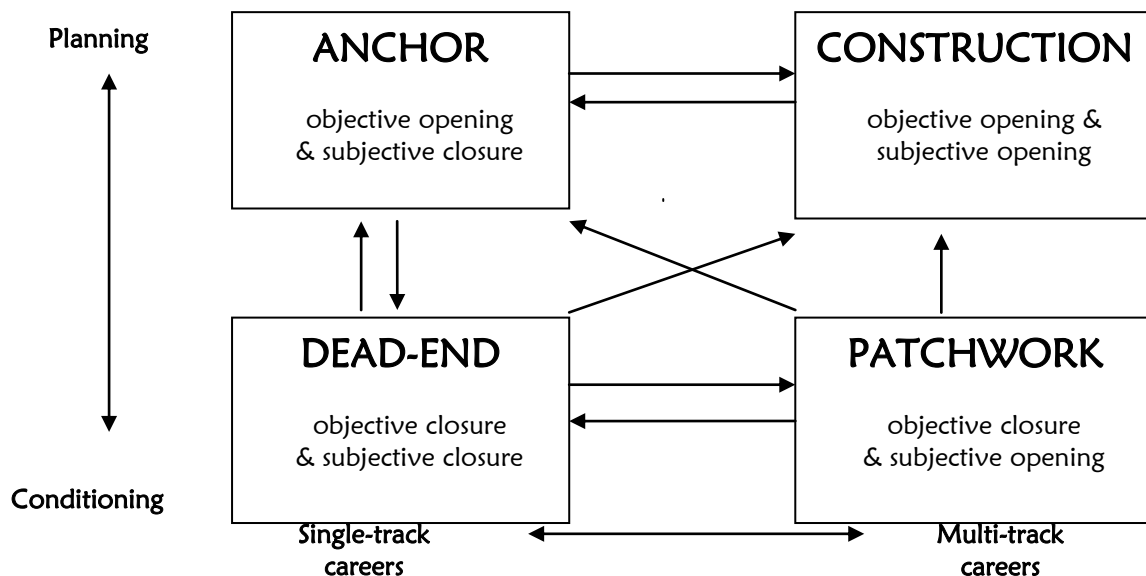 Planning
ANCHOR
objective opening
& subjective closure
CONSTRUCTION
objective opening &
subjective opening
DEAD-END
objective closure
& subjective closure
PATCHWORK
objective closure
& subjective opening
Conditioning
Single-track
careers
Multi-track
careers